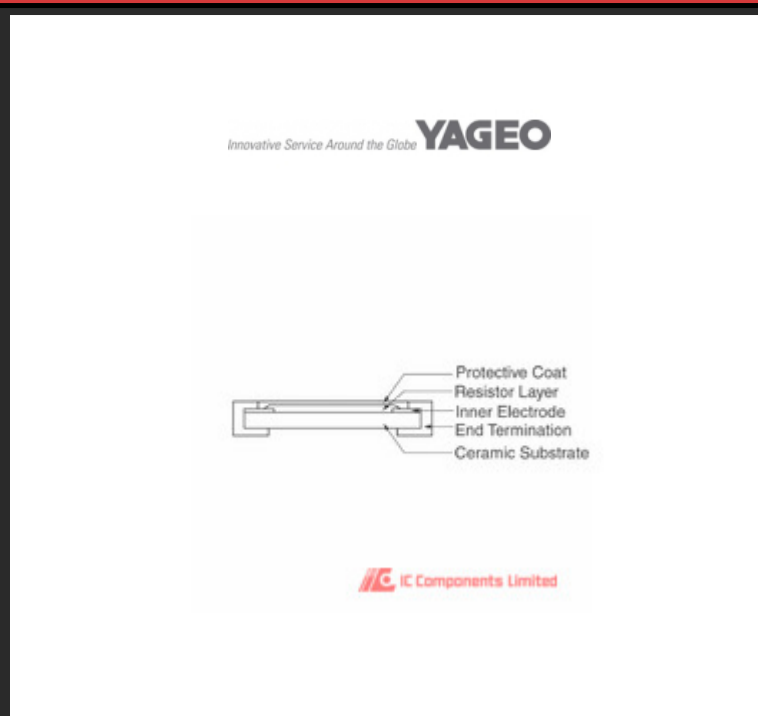 Innovative Service Around the Globe YAGEO
Protective Coat
Resistor Layer
Inner Electrode
End Termination
Ceramic Substrate
IC Components Limited